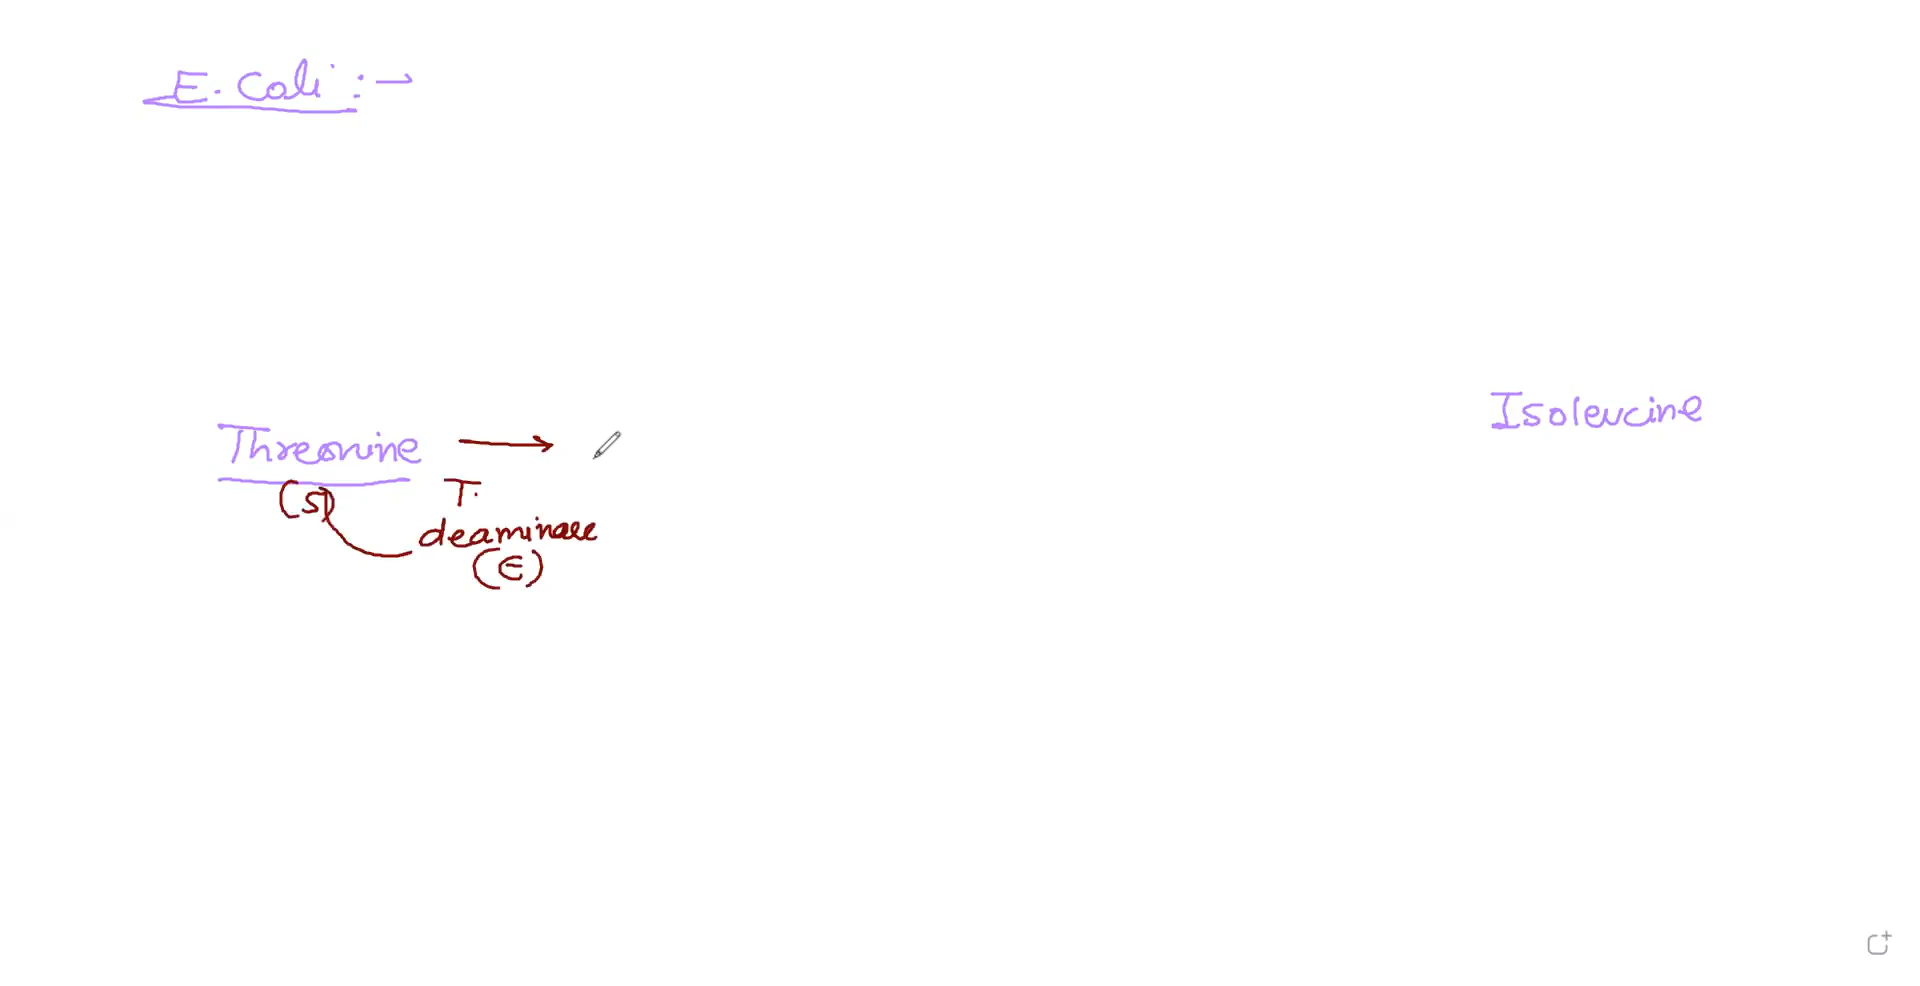 E. Coli :→
Isoleucine
Threonine →
(S)
T.
deaminase
(E)